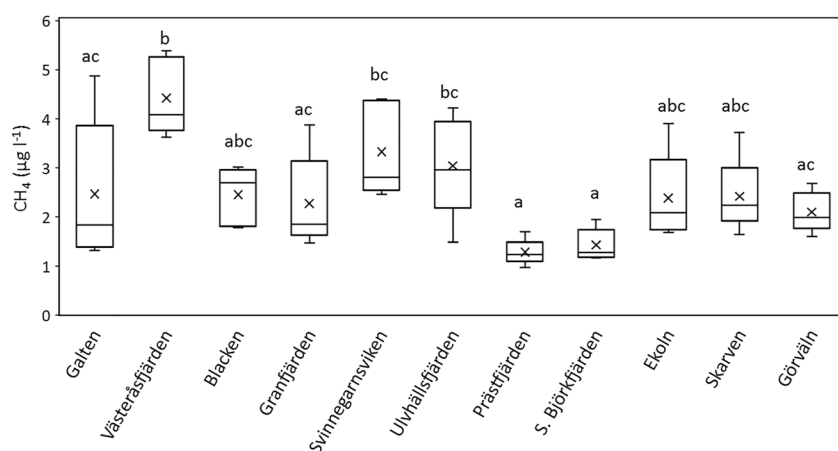 6
5
4
3
2
1
0
CH₄ (µg l⁻¹)
ac
b
abc
ac
bc
bc
a
a
abc
abc
ac
Galten
Västeråsfjärden
Blacken
Granfjärden
Svinnegarnsviken
Ulvhällsfjärden
Prästfjärden
S. Björkfjärden
Ekoln
Skarven
Görväln